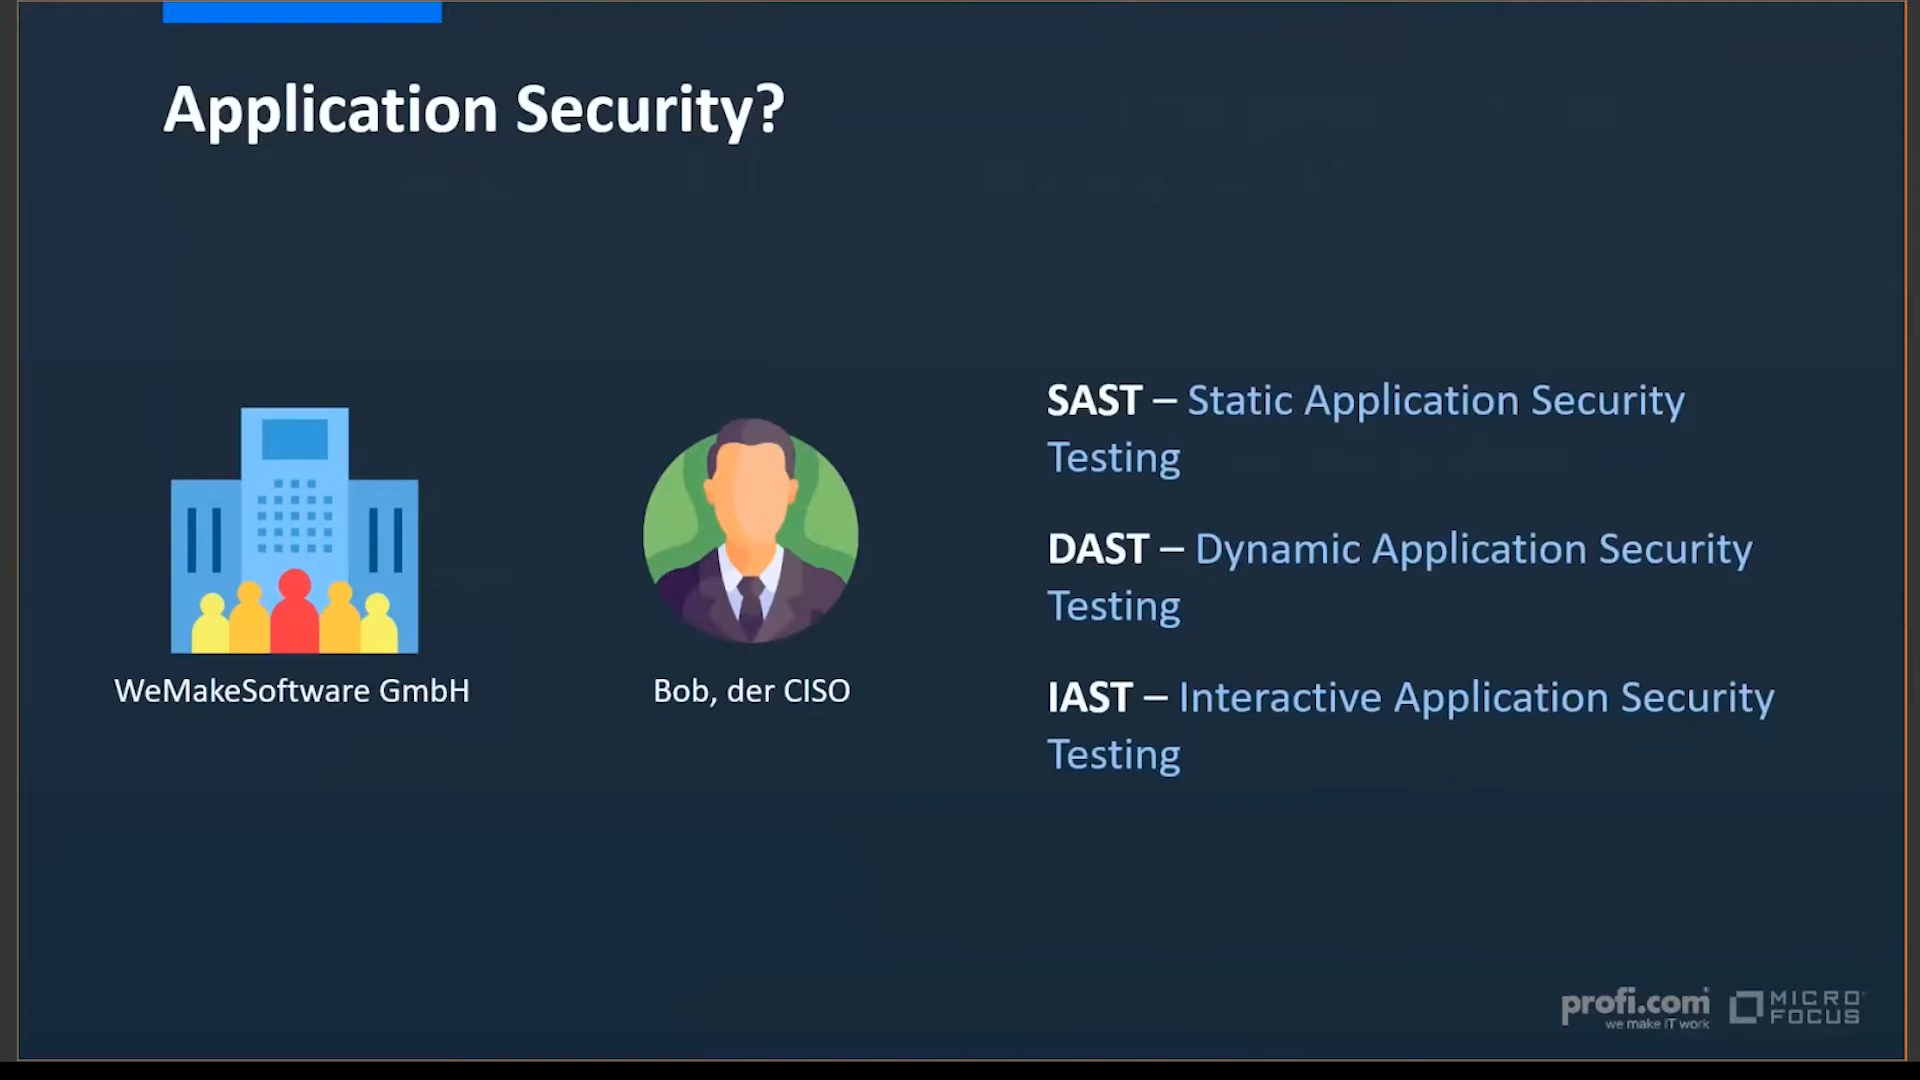 Application Security?
WeMakeSoftware GmbH
Bob, der CISO
SAST – Static Application Security
Testing
DAST – Dynamic Application Security
Testing
IAST – Interactive Application Security
Testing
profi.com
we make IT work
MICRO
FOCUS